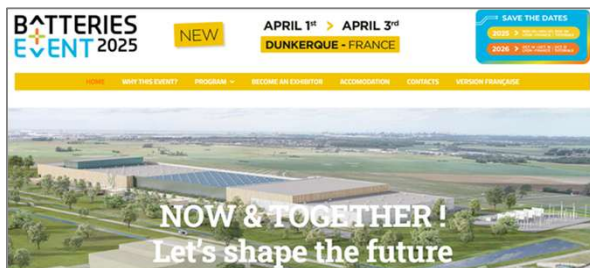 BATTERIES
EVENT 2025
NEW
APRIL 1st > APRIL 3rd
DUNKERQUE - FRANCE
SAVE THE DATES
2025 >
2026 >
HOME WHY THIS EVENT? PROGRAM BECOME AN EXHIBITOR ACCOMODATION CONTACTS VERSION FRANÇAISE
NOW & TOGETHER !
Let's shape the future